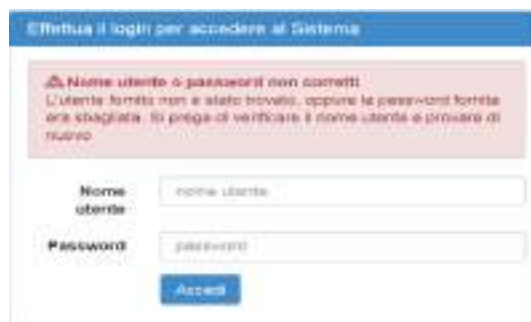 Effettua il login per accedere al Sistema
Nome utente o password non corretti
L'utente fornito non è stato trovato, oppure la password fornita
era sbagliata. Si prega di verificare il nome utente e provare di
nuovo
Nome
utente
nome utente
Password
password
Accedi